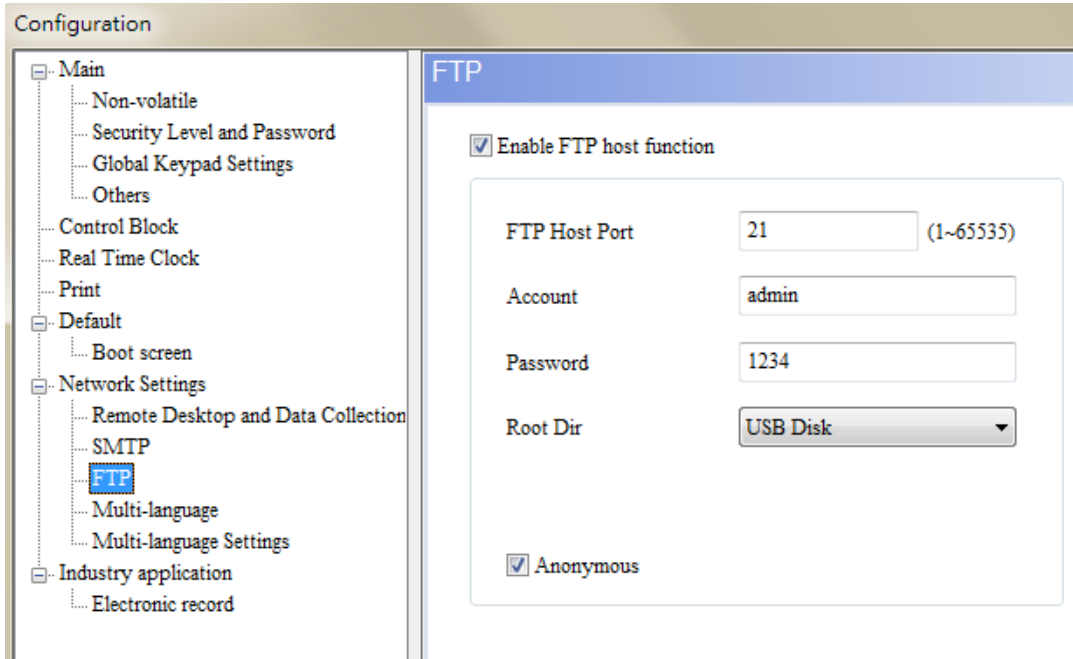 Configuration
Main
Non-volatile
Security Level and Password
Global Keypad Settings
Others
Control Block
Real Time Clock
Print
Default
Boot screen
Network Settings
Remote Desktop and Data Collection
SMTP
FTP
Multi-language
Multi-language Settings
Industry application
Electronic record
FTP
Enable FTP host function
FTP Host Port 21 (1~65535)
Account admin
Password 1234
Root Dir USB Disk
Anonymous